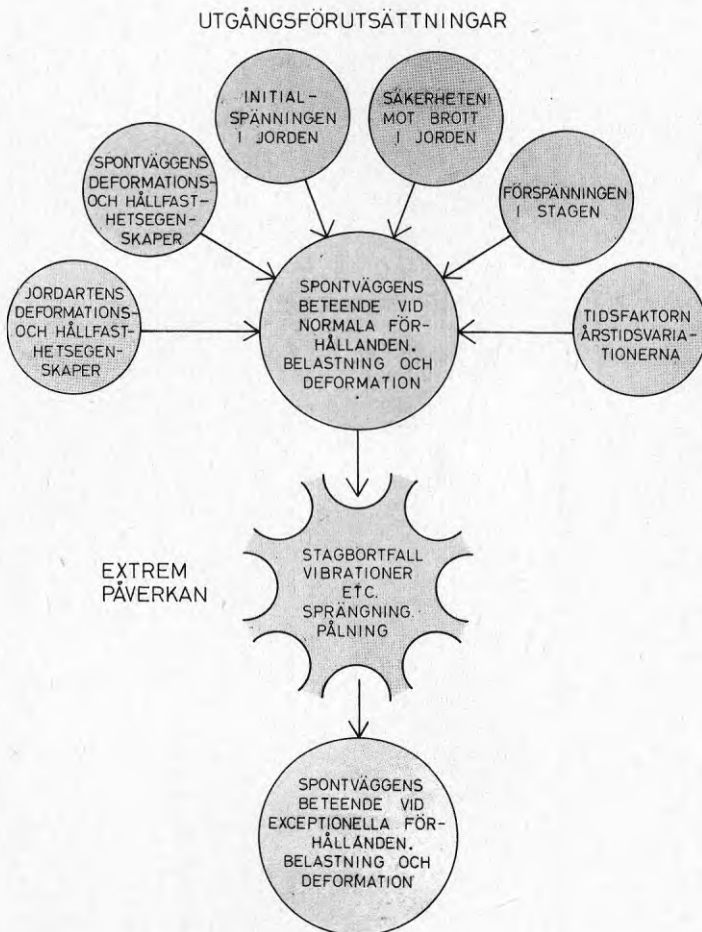 UTGÅNGSFÖRUTSÄTTNINGAR
INITIAL-
SPÄNNINGEN
I JORDEN
SÄKERHETEN
MOT BROTT
I JORDEN
SPONTVÄGGENS
DEFORMATIONS-
OCH HÅLLFAST-
HETSEGEN-
SKAPER
FÖRSPÄNNINGEN
I STAGEN
JORDARTENS
DEFORMATIONS-
OCH HÅLLFAST-
HETSEGEN-
SKAPER
SPONTVÄGGENS
BETEENDE VID
NORMALA FÖR-
HÅLLANDEN.
BELASTNING OCH
DEFORMATION
TIDSFAKTORN
ÅRSTIDSVARIA-
TIONERNA
EXTREM
PÅVERKAN
STAGBORTFALL
VIBRATIONER
ETC.
SPRÄNGNING.
PÅLNING
SPONTVÄGGENS
BETEENDE VID
EXCEPTIONELLA FÖR-
HÅLLANDEN.
BELASTNING OCH
DEFORMATION